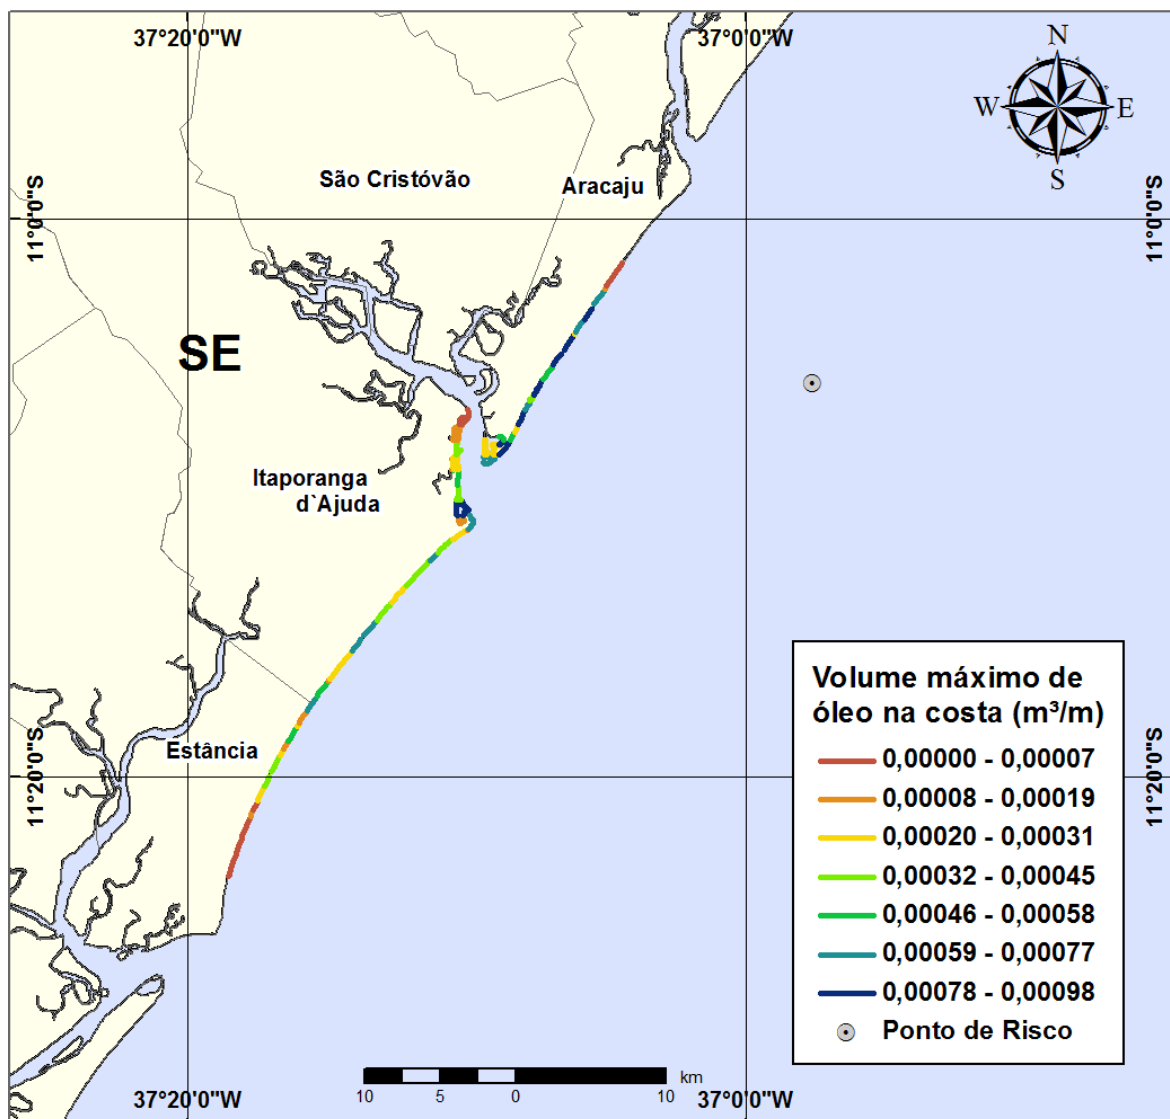 37°20'0"W
37°0'0"W
N
W
E
S
São Cristóvão
Aracaju
11°0'0"S
11°0'0"S
SE
Itaporanga
d`Ajuda
Estância
11°20'0"S
11°20'0"S
Volume máximo de
óleo na costa (m³/m)
0,00000 - 0,00007
0,00008 - 0,00019
0,00020 - 0,00031
0,00032 - 0,00045
0,00046 - 0,00058
0,00059 - 0,00077
0,00078 - 0,00098
Ponto de Risco
km
10 5 0 10
37°20'0"W
37°0'0"W